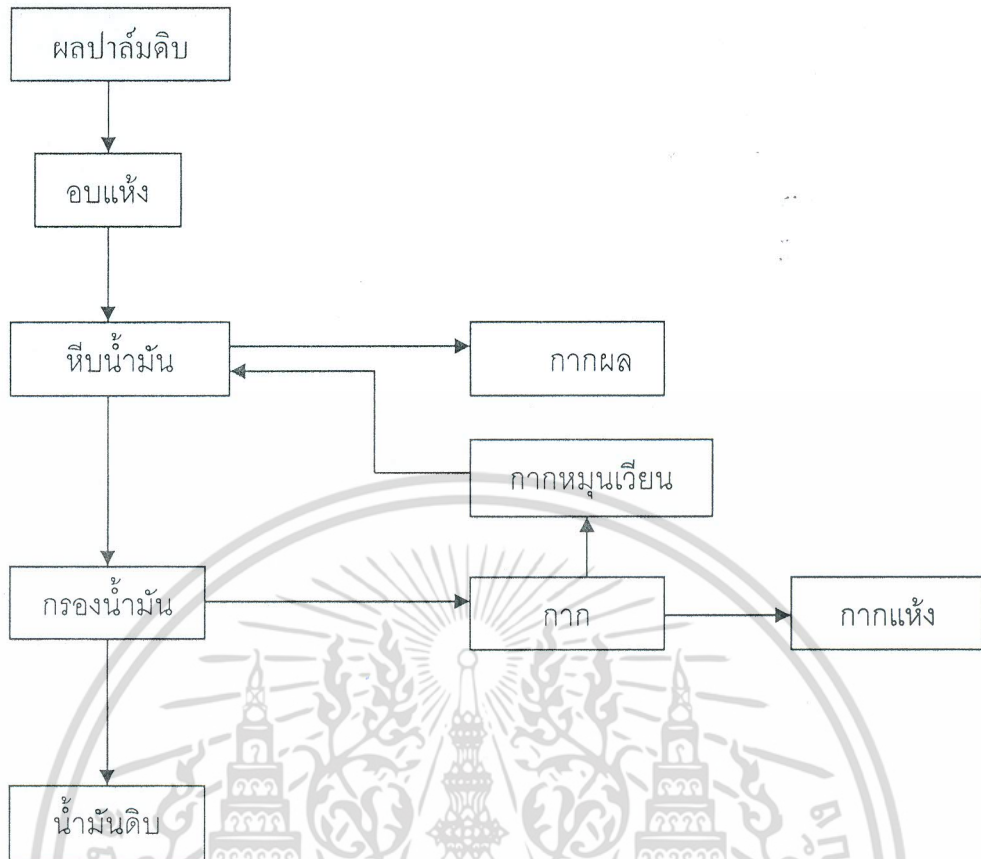 ผลปาล์มดิบ
อบแห้ง
หีบน้ำมัน
กากผล
กากหมุนเวียน
กรองน้ำมัน
กาก
กากแห้ง
น้ำมันดิบ